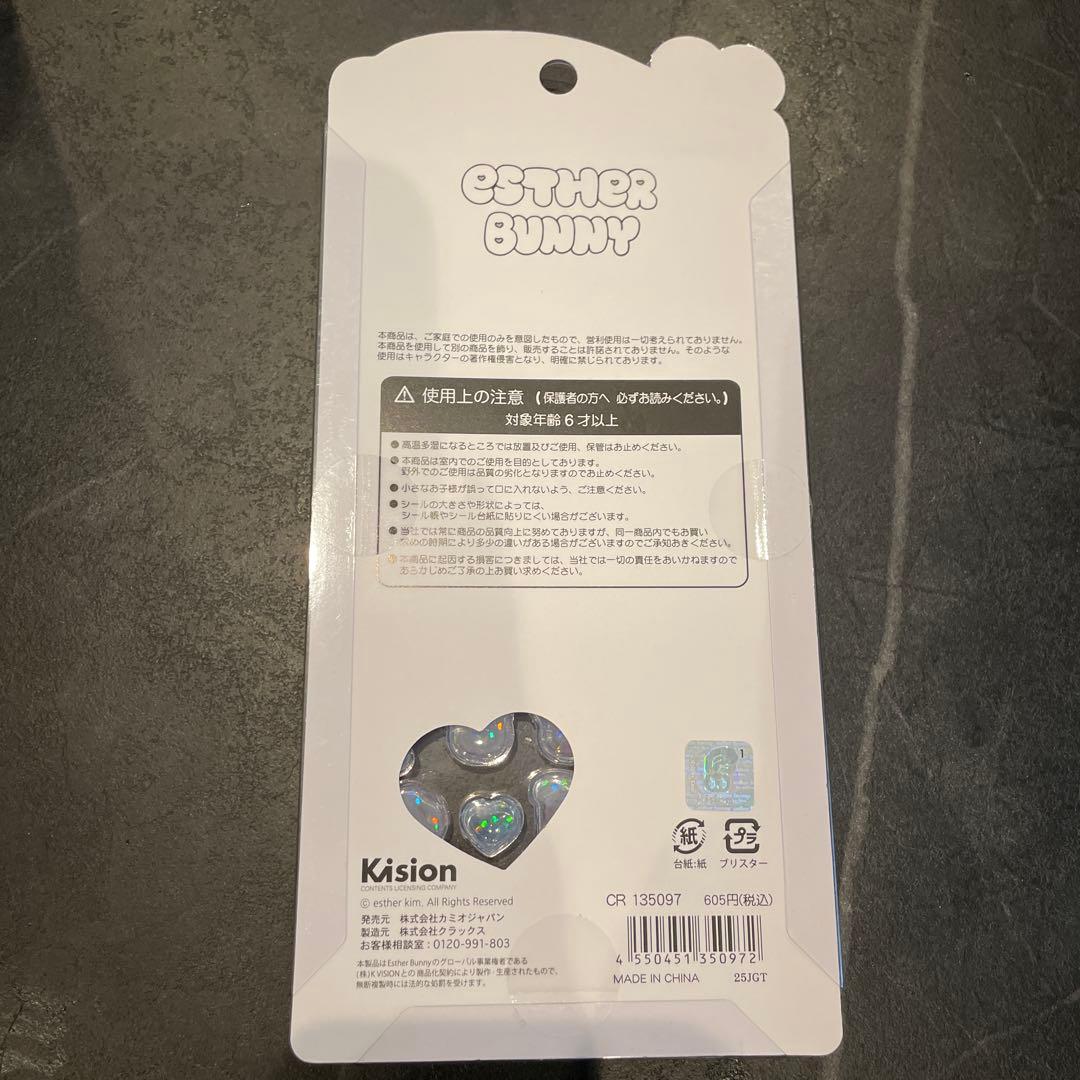 ESTHER
BUNNY
本商品は、ご家庭での使用のみを意図したもので、営利使用は一切考えられておりません。
本商品を使用して別の商品を飾り、販売することは許諾されておりません。そのような
使用はキャラクターの著作権侵害となり、明確に禁じられております。
⚠ 使用上の注意 (保護者の方へ 必ずお読みください。)
対象年齢6才以上
●高温多湿になるところでは放置及びご使用、保管はお止めください。
●本商品は室内でのご使用を目的としております。
野外でのご使用は品質の劣化となりますのでお止めください。
●小さなお子様が誤って口に入れないよう、ご注意ください。
●シールの大きさや形状によっては、
シール帳やシール台紙に貼りにくい場合がございます。
●当社では常に商品の品質向上に努めておりますが、同一商品内でもお買い
求めの時期により多少の違いがある場合がございますのでご承知おきください。
●本商品に起因する損害につきましては、当社では一切の責任をおいかねますので
あらかじめご了承の上お買い求めください。
1
紙
台紙:紙
プラ
ブリスター
Kision
CONTENTS LICENSING COMPANY
© esther kim. All Rights Reserved
発売元 株式会社カミオジャパン
製造元 株式会社クラックス
お客様相談室:0120-991-803
本製品はEsther Bunnyのグローバル事業権者である
(株)K VISIONとの商品化契約により製作・生産されたもので、
無断複製時には法的な処罰を受けます。
CR 135097 605円(税込)
4 550451 350972
MADE IN CHINA 25JGT